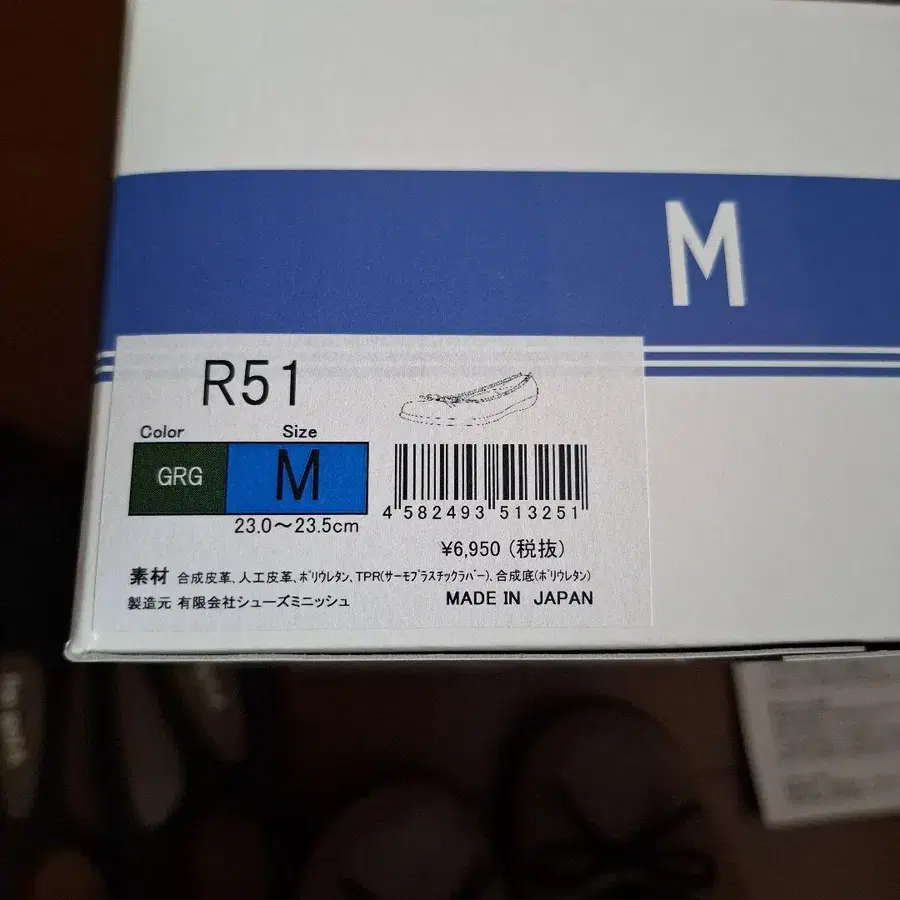 M
R51
Color Size
GRG M
23.0～23.5cm
4 582493 513251
¥6,950 (税抜)
素材 合成皮革、人工皮革、ﾎﾟﾘｳﾚﾀﾝ、TPR(ｻｰﾓﾌﾟﾗｽﾁｯｸﾗﾊﾞｰ)、合成底(ﾎﾟﾘｳﾚﾀﾝ)
製造元 有限会社シューズミニッシュ MADE IN JAPAN